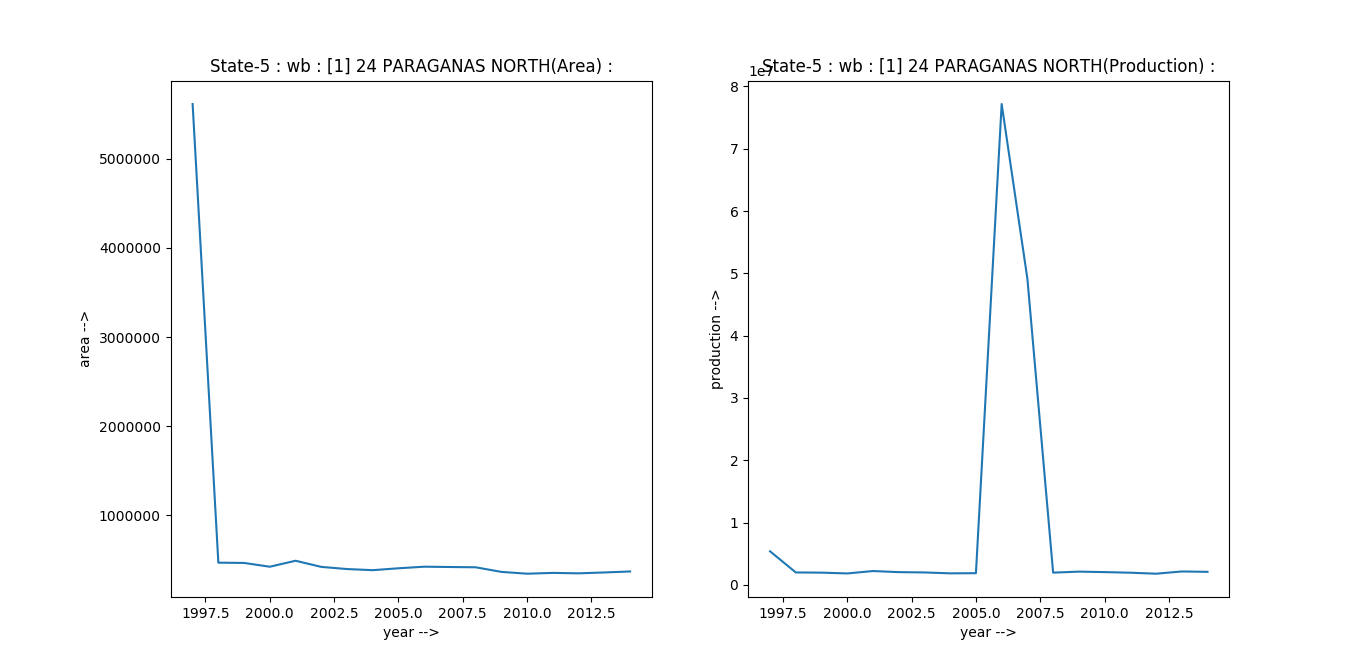 State-5 : wb : [1] 24 PARAGANAS NORTH(Area) :
5000000
4000000
3000000
2000000
1000000
area -->
1997.5 2000.0 2002.5 2005.0 2007.5 2010.0 2012.5
year -->
1e7
State-5 : wb : [1] 24 PARAGANAS NORTH(Production) :
8
7
6
5
4
3
2
1
0
production -->
1997.5 2000.0 2002.5 2005.0 2007.5 2010.0 2012.5
year -->